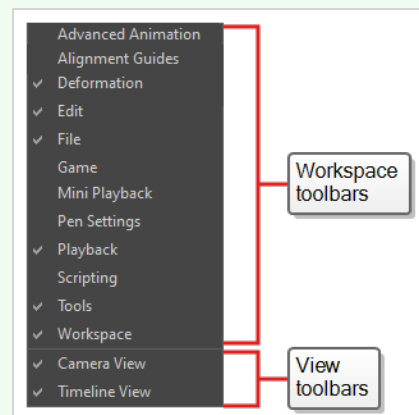 Advanced Animation
Alignment Guides
Deformation
Edit
File
Game
Mini Playback
Pen Settings
Playback
Scripting
Tools
Workspace
Camera View
Timeline View
Workspace
toolbars
View
toolbars